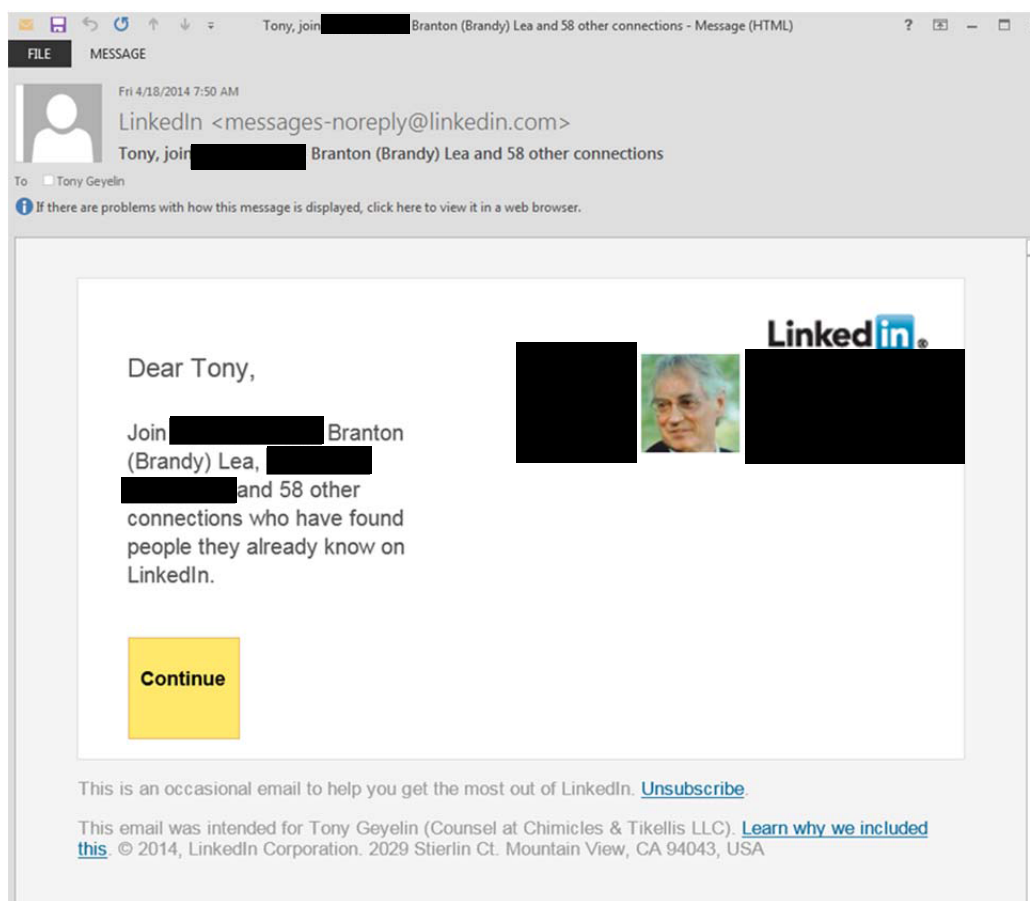 Tony, join Branton (Brandy) Lea and 58 other connections - Message (HTML)
?
FILE MESSAGE
Fri 4/18/2014 7:50 AM
LinkedIn <messages-noreply@linkedin.com>
Tony, join Branton (Brandy) Lea and 58 other connections
To Tony Geyelin
If there are problems with how this message is displayed, click here to view it in a web browser.
Linked in®
Dear Tony,
Join Branton
(Brandy) Lea,
and 58 other
connections who have found
people they already know on
LinkedIn.
Continue
This is an occasional email to help you get the most out of LinkedIn. Unsubscribe.
This email was intended for Tony Geyelin (Counsel at Chimicles & Tikellis LLC). Learn why we included
this. © 2014, LinkedIn Corporation. 2029 Stierlin Ct. Mountain View, CA 94043, USA